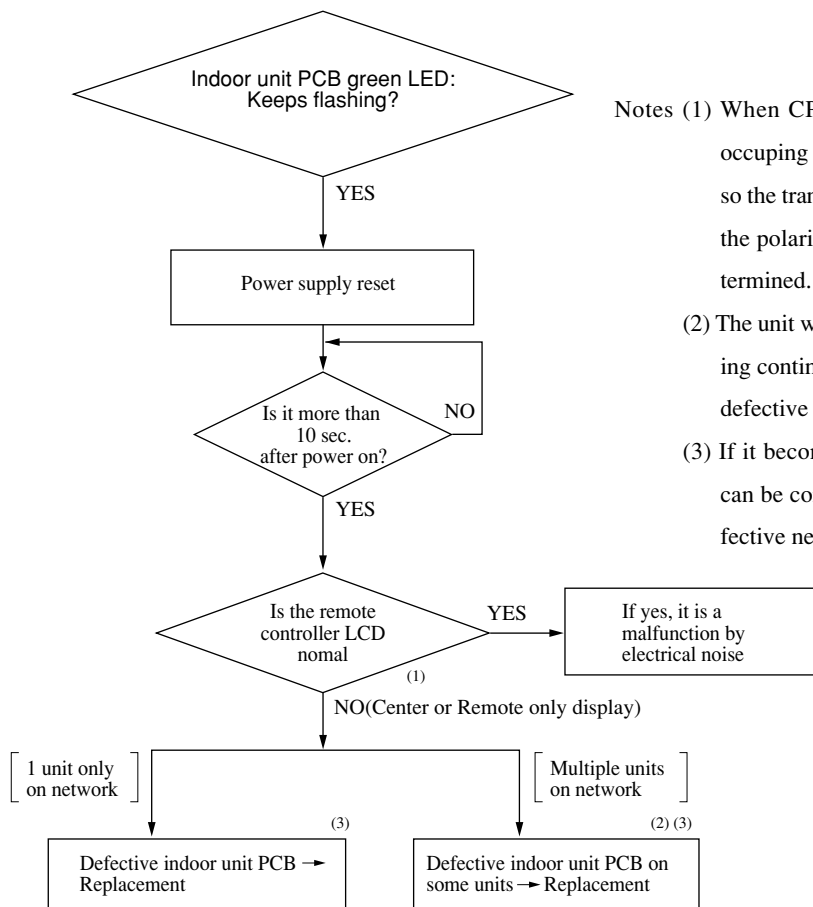 Indoor unit PCB green LED:
Keeps flashing?
YES
Power supply reset
Is it more than
10 sec.
after power on?
NO
YES
Is the remote
controller LCD
nomal
(1)
YES
If yes, it is a
malfunction by
electrical noise
NO(Center or Remote only display)
1 unit only
on network
Multiple units
on network
(3)
Defective indoor unit PCB →
Replacement
(2) (3)
Defective indoor unit PCB on
some units → Replacement
Notes (1) When CP
occuping
so the tran
the polari
termined.
(2) The unit w
ing contin
defective
(3) If it becor
can be co
fective ne